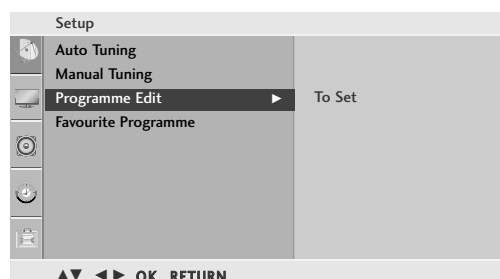 Setup
Auto Tuning
Manual Tuning
Programme Edit ► To Set
Favourite Programme
▲▼ ◄► OK RETURN